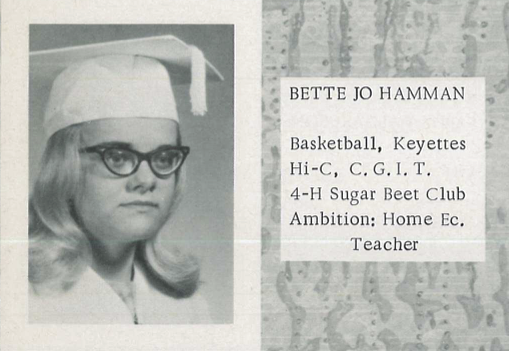 BETTE JO HAMMAN
Basketball, Keyettes
Hi-C, C.G.I.T.
4-H Sugar Beet Club
Ambition: Home Ec.
Teacher